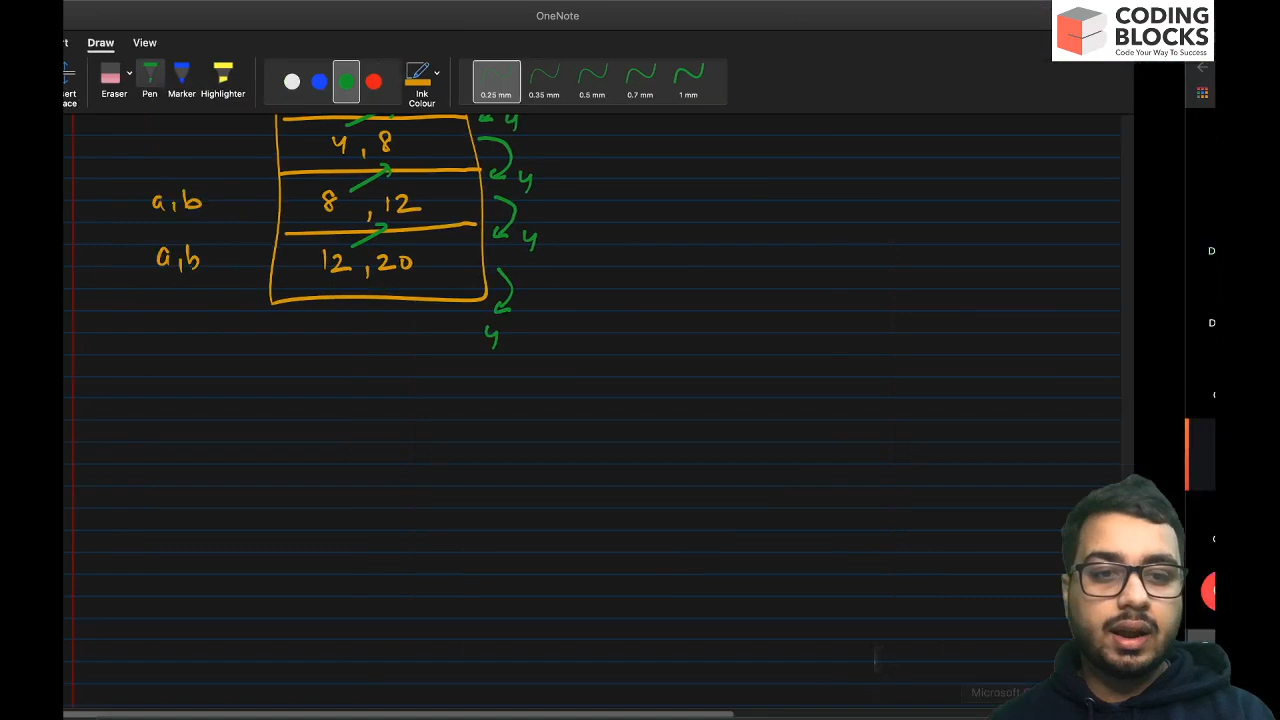 OneNote
CODING
BLOCKS
Code Your Way To Success
Draw View
Eraser Pen Marker Highlighter Ink
Colour
0.25 mm 0.35 mm 0.5 mm 0.7 mm 1 mm
4
4, 8
4
a, b 8, 12
4
a, b 12, 20
4